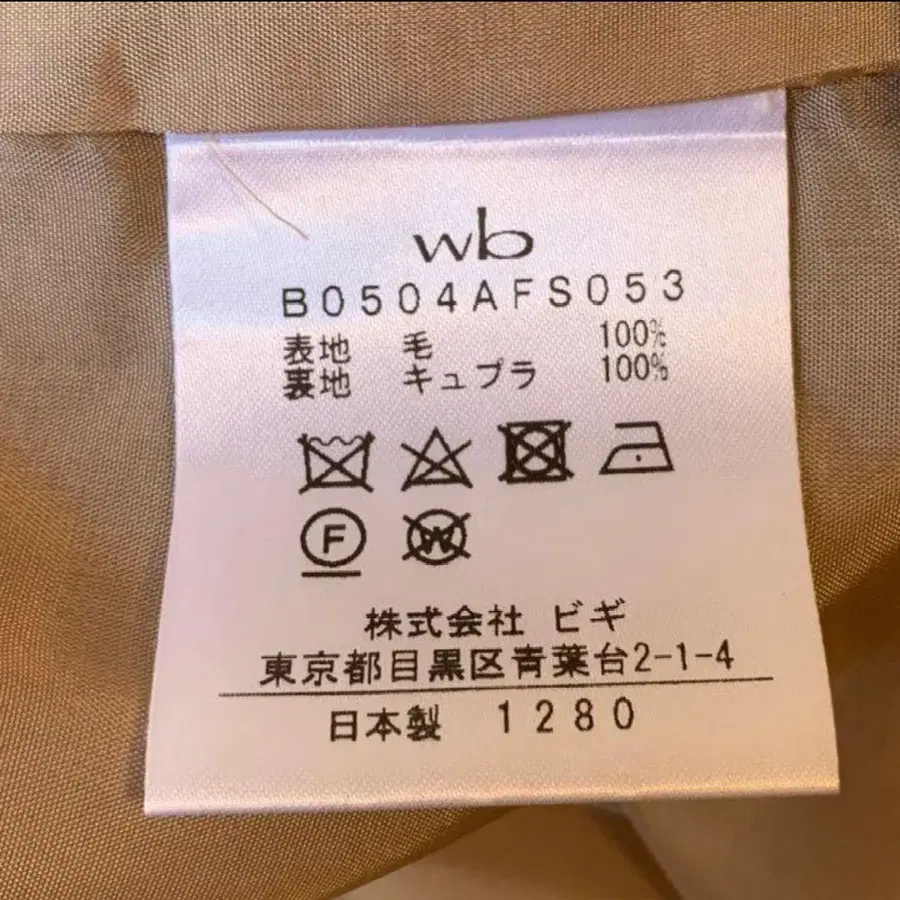 wb
B0504AFS053
表地 毛 100%
裏地 キュプラ 100%
F W
株式会社 ビギ
東京都目黒区青葉台2-1-4
日本製 1280